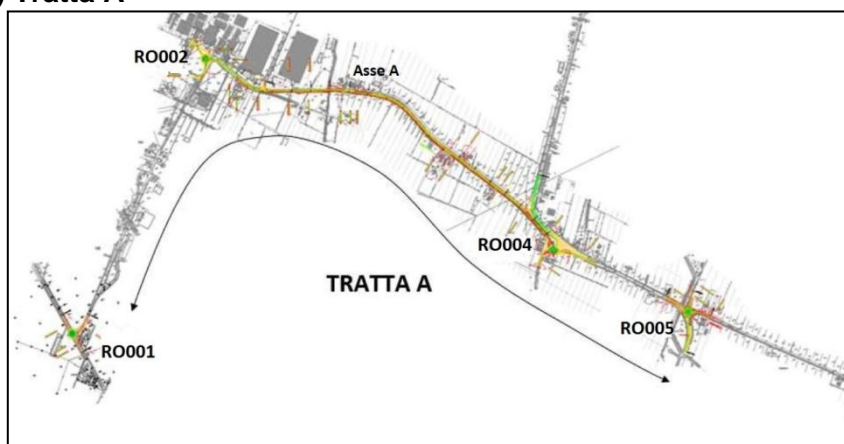 Tratta A
RO002
Asse A
RO004
TRATTA A
RO005
RO001